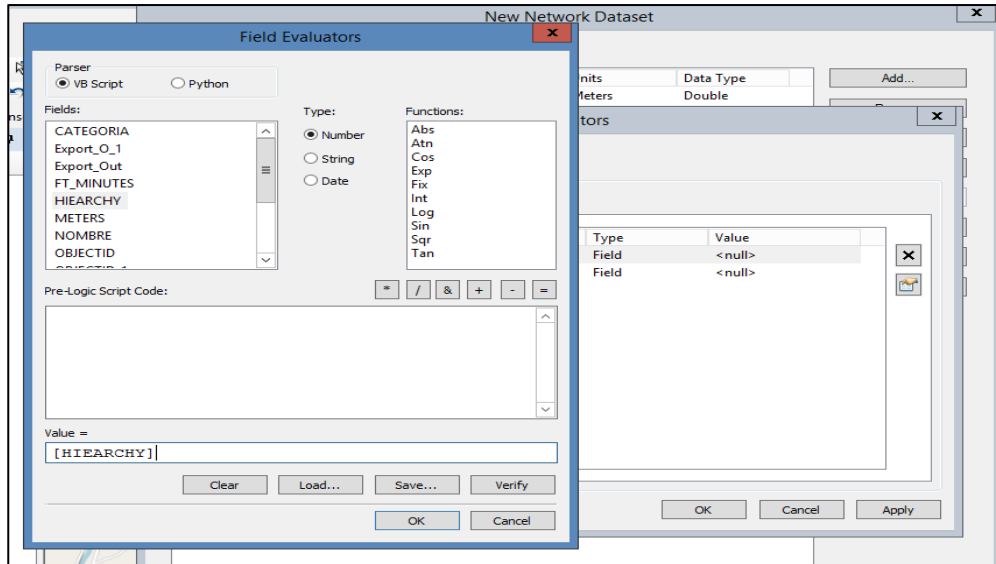 New Network Dataset
x
Field Evaluators
x
Parser
VB Script
Python
Fields:
CATEGORIA
Export_O_1
Export_Out
FT_MINUTES
HIEARCHY
METERS
NOMBRE
OBJECTID
Type:
Number
String
Date
Functions:
Abs
Atn
Cos
Exp
Fix
Int
Log
Sin
Sqr
Tan
Pre-Logic Script Code:
* / & + - =
Value =
[HIEARCHY]
Clear Load... Save... Verify
OK Cancel
Data Type
Meters Double
Add...
tors
x
Type Value
Field <null>
Field <null>
OK Cancel Apply